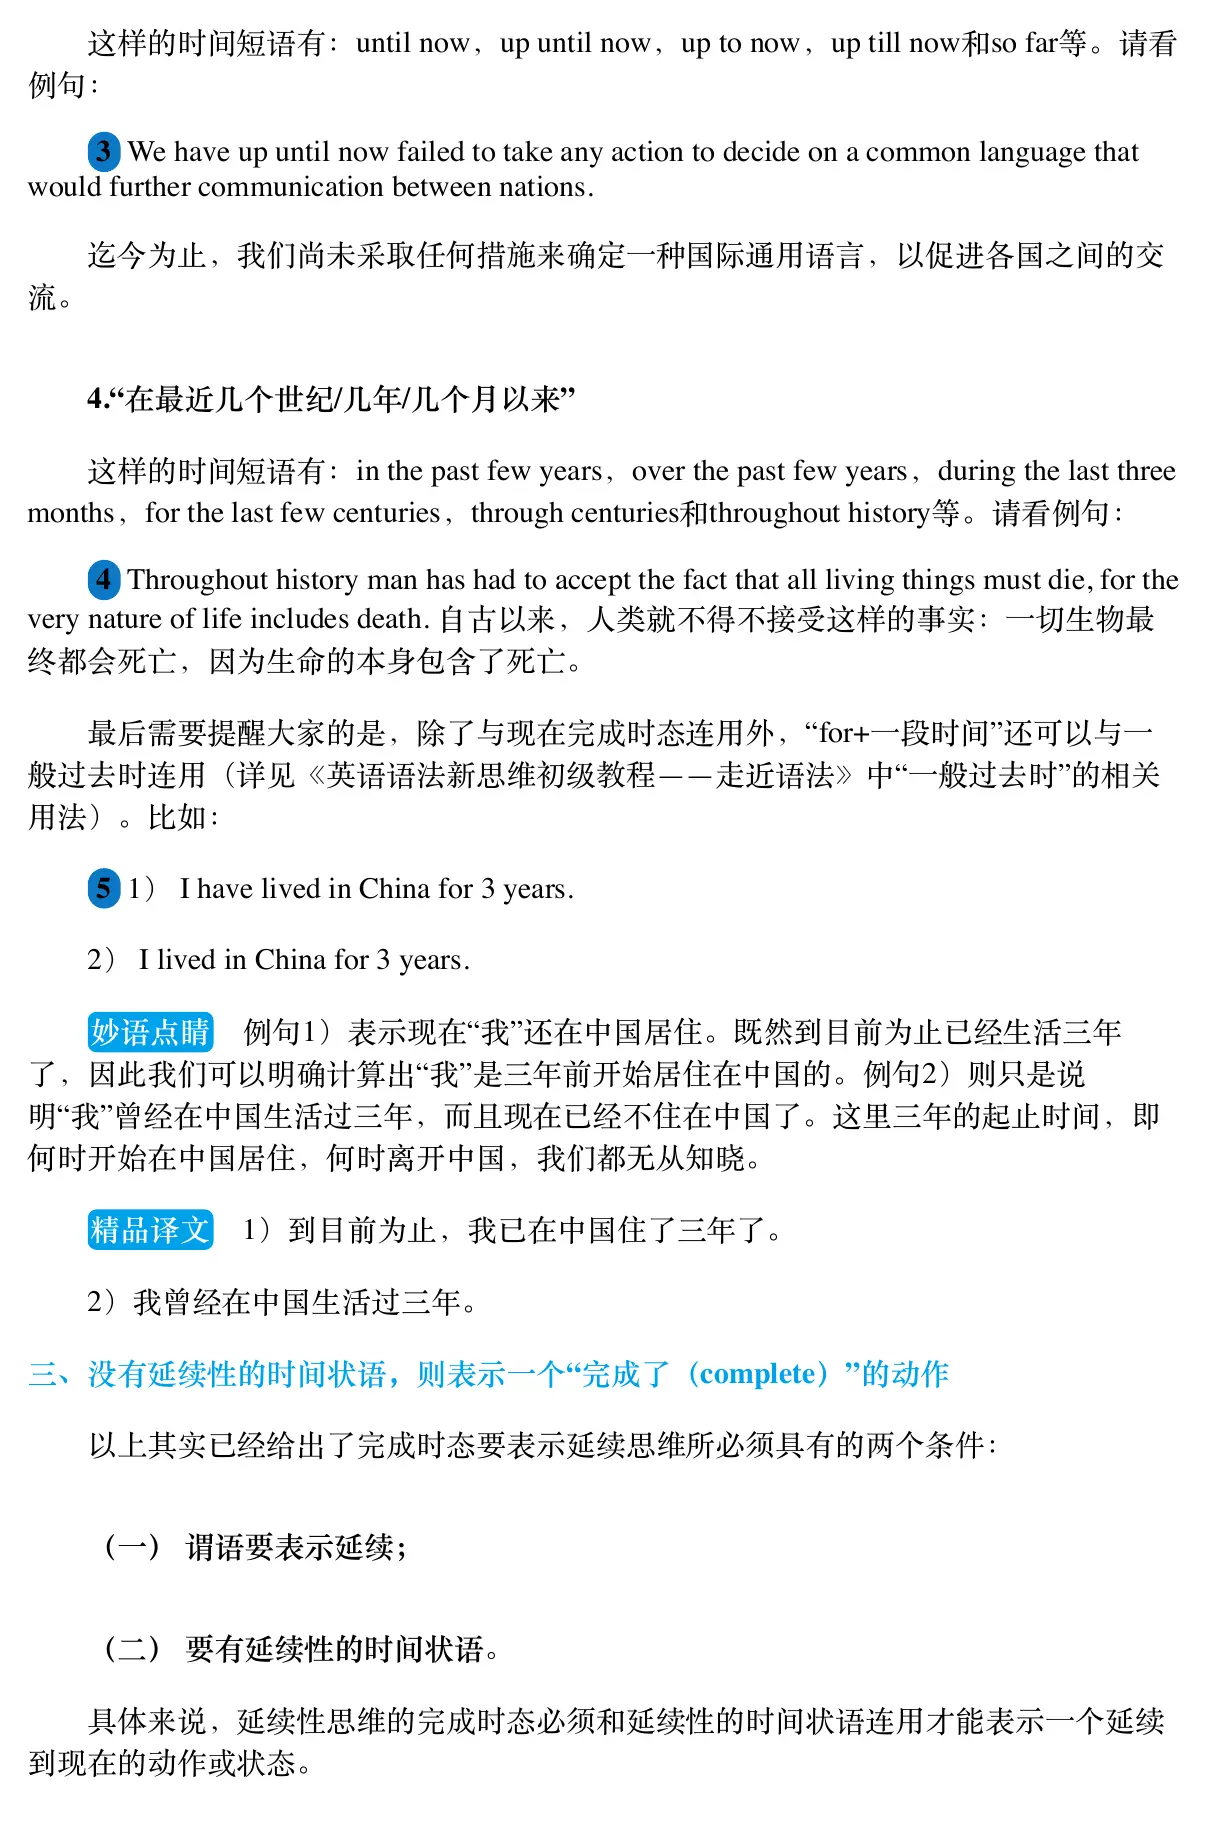 这样的时间短语有：until now，up until now，up to now，up till now和so far等。请看
例句：
3 We have up until now failed to take any action to decide on a common language that
would further communication between nations.
迄今为止，我们尚未采取任何措施来确定一种国际通用语言，以促进各国之间的交
流。
4.“在最近几个世纪/几年/几个月以来”
这样的时间短语有：in the past few years，over the past few years，during the last three
months，for the last few centuries，through centuries和throughout history等。请看例句：
4 Throughout history man has had to accept the fact that all living things must die, for the
very nature of life includes death. 自古以来，人类就不得不接受这样的事实：一切生物最
终都会死亡，因为生命的本身包含了死亡。
最后需要提醒大家的是，除了与现在完成时态连用外，“for+一段时间”还可以与一
般过去时连用（详见《英语语法新思维初级教程——走近语法》中“一般过去时”的相关
用法）。比如：
5 1） I have lived in China for 3 years.
2） I lived in China for 3 years.
妙语点睛 例句1）表示现在“我”还在中国居住。既然到目前为止已经生活三年
了，因此我们可以明确计算出“我”是三年前开始居住在中国的。例句2）则只是说
明“我”曾经在中国生活过三年，而且现在已经不住在中国了。这里三年的起止时间，即
何时开始在中国居住，何时离开中国，我们都无从知晓。
精品译文 1）到目前为止，我已在中国住了三年了。
2）我曾经在中国生活过三年。
三、没有延续性的时间状语，则表示一个“完成了（complete）”的动作
以上其实已经给出了完成时态要表示延续思维所必须具有的两个条件：
（一） 谓语要表示延续；
（二） 要有延续性的时间状语。
具体来说，延续性思维的完成时态必须和延续性的时间状语连用才能表示一个延续
到现在的动作或状态。